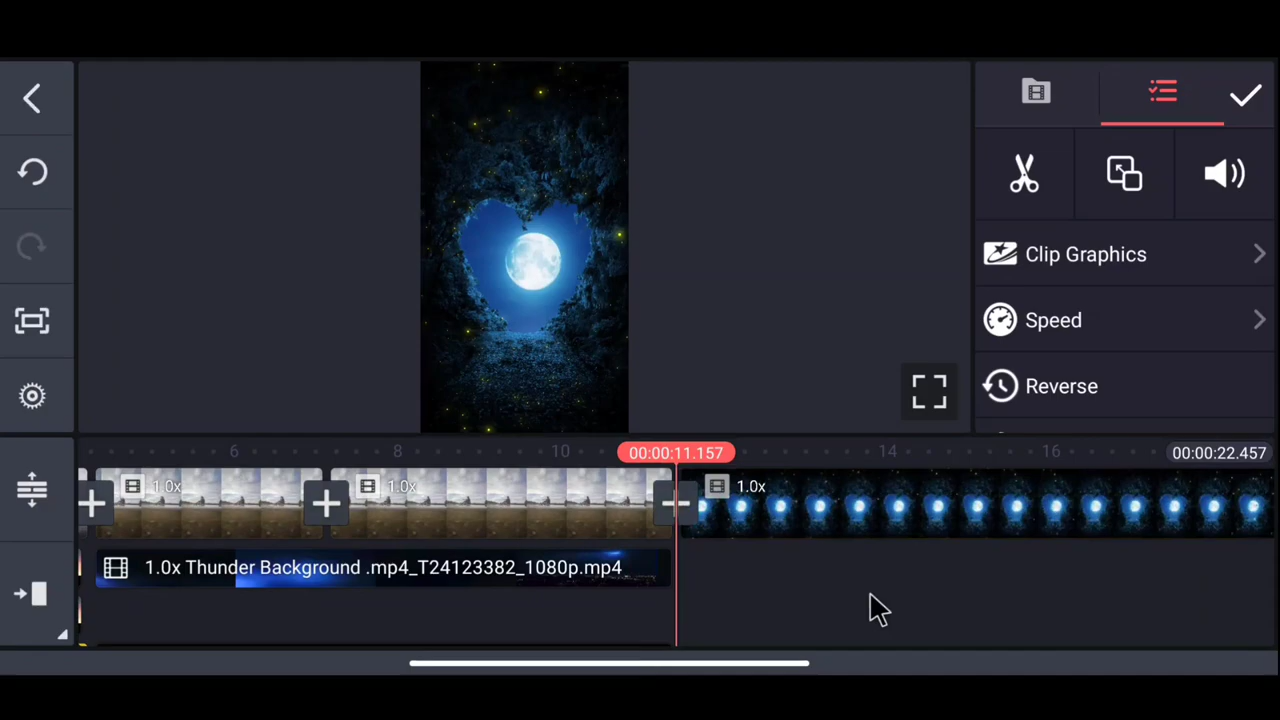 Clip Graphics
Speed
Reverse
6 8 10 00:00:11.157 14 16 00:00:22.457
1.0x 1.0x 1.0x
1.0x Thunder Background .mp4_T24123382_1080p.mp4